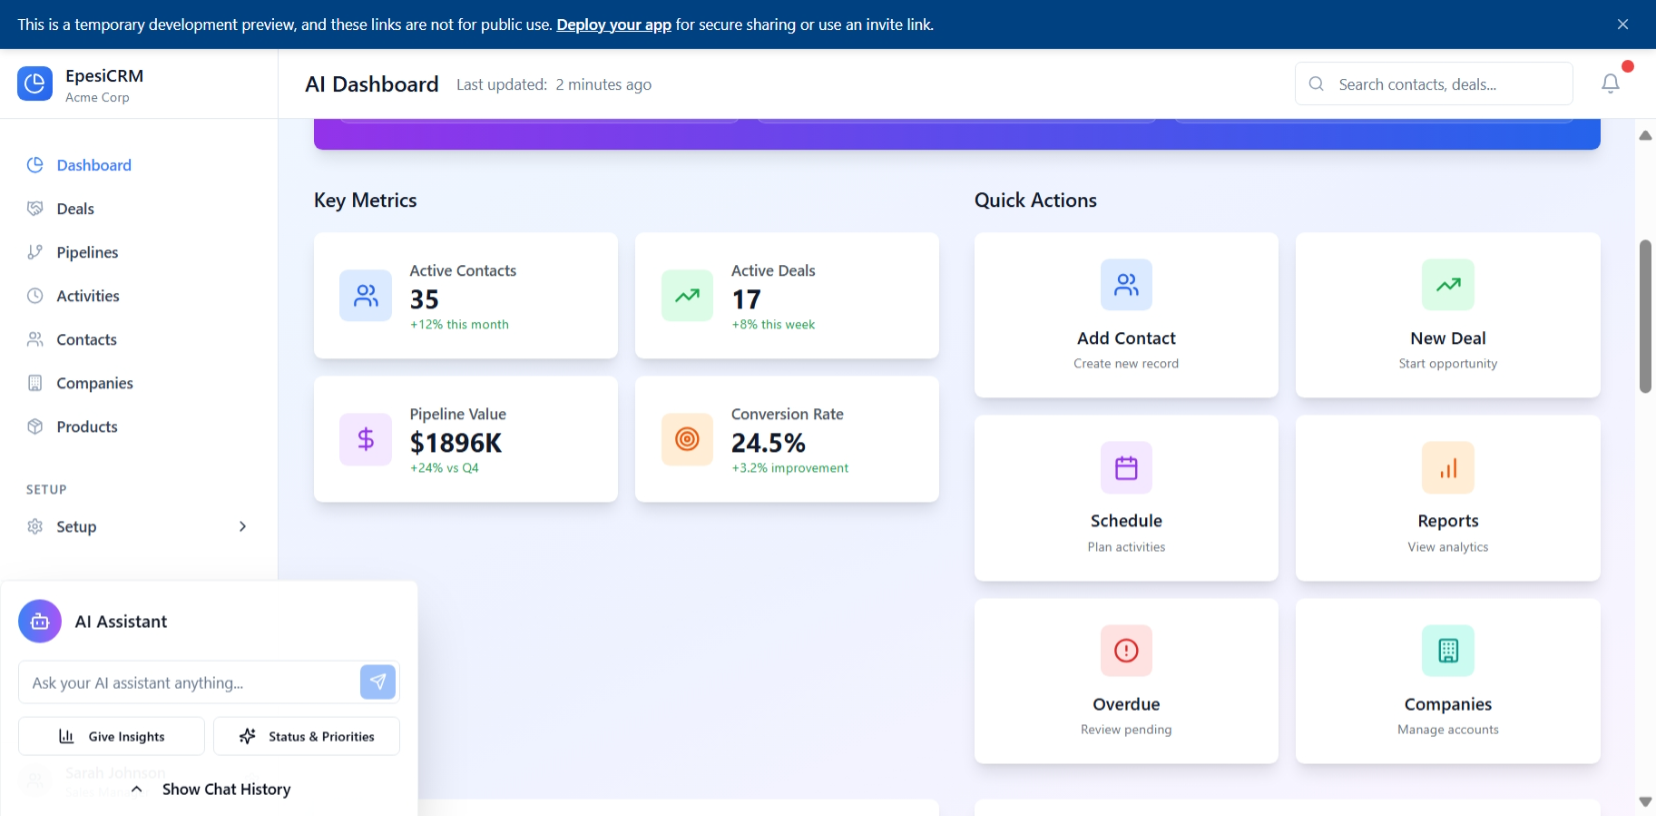 This is a temporary development preview, and these links are not for public use. Deploy your app for secure sharing or use an invite link.
EpesiCRM
Acme Corp
AI Dashboard
Last updated: 2 minutes ago
Search contacts, deals...
Dashboard
Deals
Pipelines
Activities
Contacts
Companies
Products
SETUP
Setup
Key Metrics
Active Contacts
35
+12% this month
Active Deals
17
+8% this week
Pipeline Value
$1896K
+24% vs Q4
Conversion Rate
24.5%
+3.2% improvement
Quick Actions
Add Contact
Create new record
New Deal
Start opportunity
Schedule
Plan activities
Reports
View analytics
Overdue
Review pending
Companies
Manage accounts
AI Assistant
Ask your AI assistant anything...
Give Insights
Status & Priorities
Sarah Johnson
Show Chat History